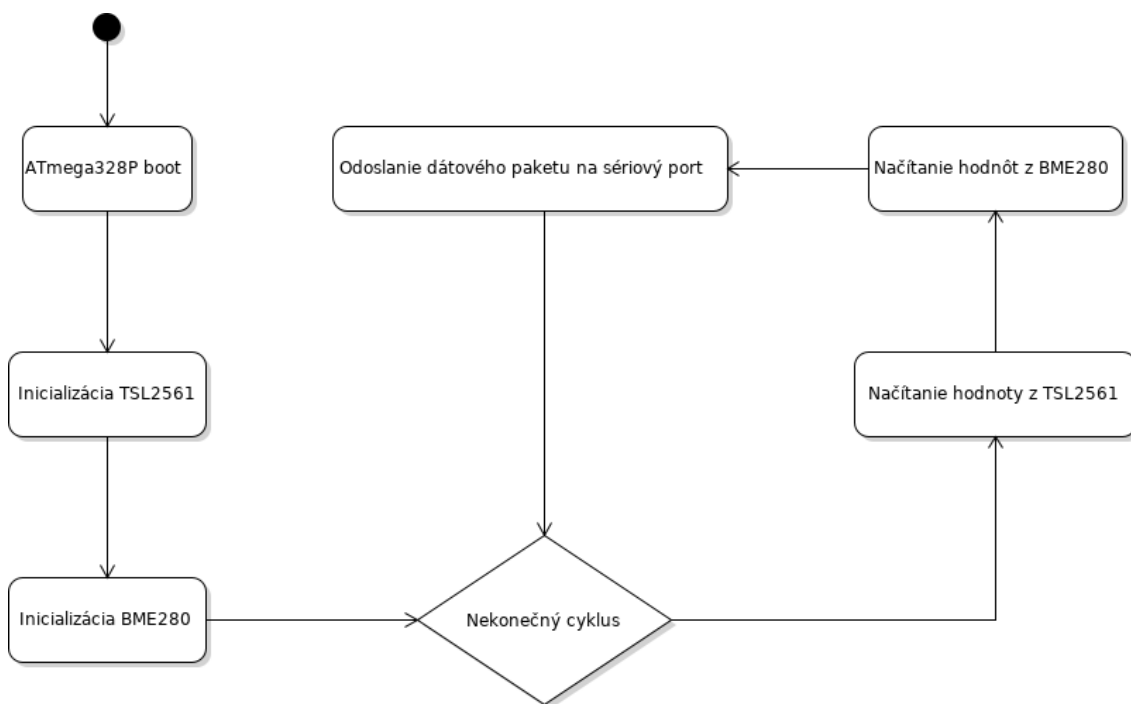 ATmega328P boot
Odoslanie dátového paketu na sériový port
Načítanie hodnôt z BME280
Inicializácia TSL2561
Načítanie hodnoty z TSL2561
Inicializácia BME280
Nekonečný cyklus